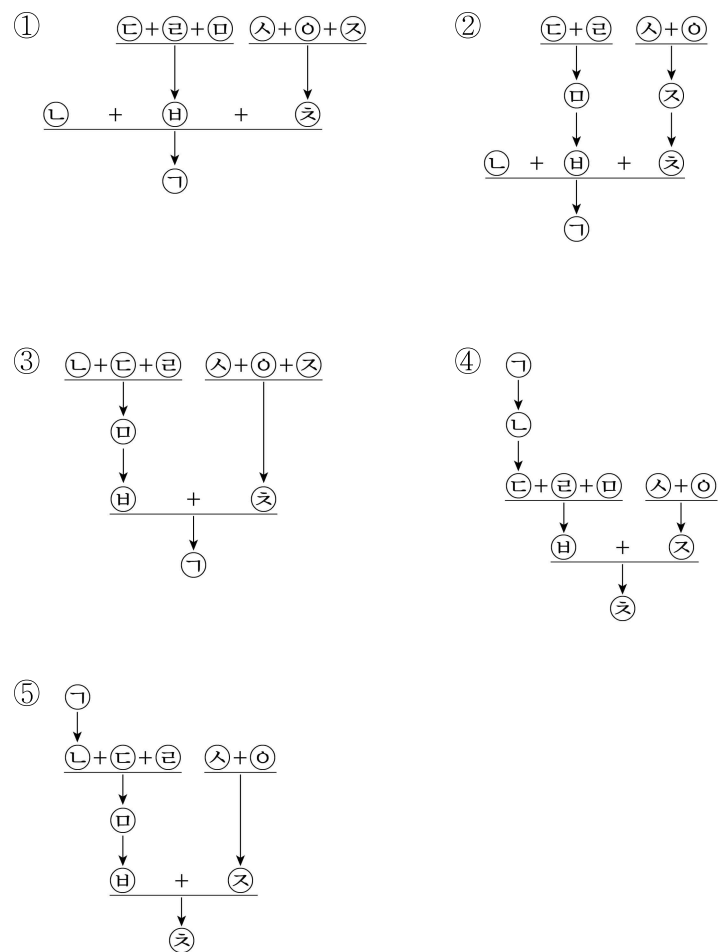 ① ㉢+㉣+㉤ ㉦+㉧+㉨
㉡ + ㉥ + ㉩
㉠
② ㉢+㉣ ㉦+㉧
㉤ ㉨
㉡ + ㉥ + ㉩
㉠
③ ㉡+㉢+㉣ ㉦+㉧+㉨
㉤
㉥ + ㉩
㉠
④ ㉠
㉡
㉢+㉣+㉤ ㉦+㉧
㉥ + ㉨
㉩
⑤ ㉠
㉡+㉢+㉣ ㉦+㉧
㉤
㉥ + ㉨
㉩